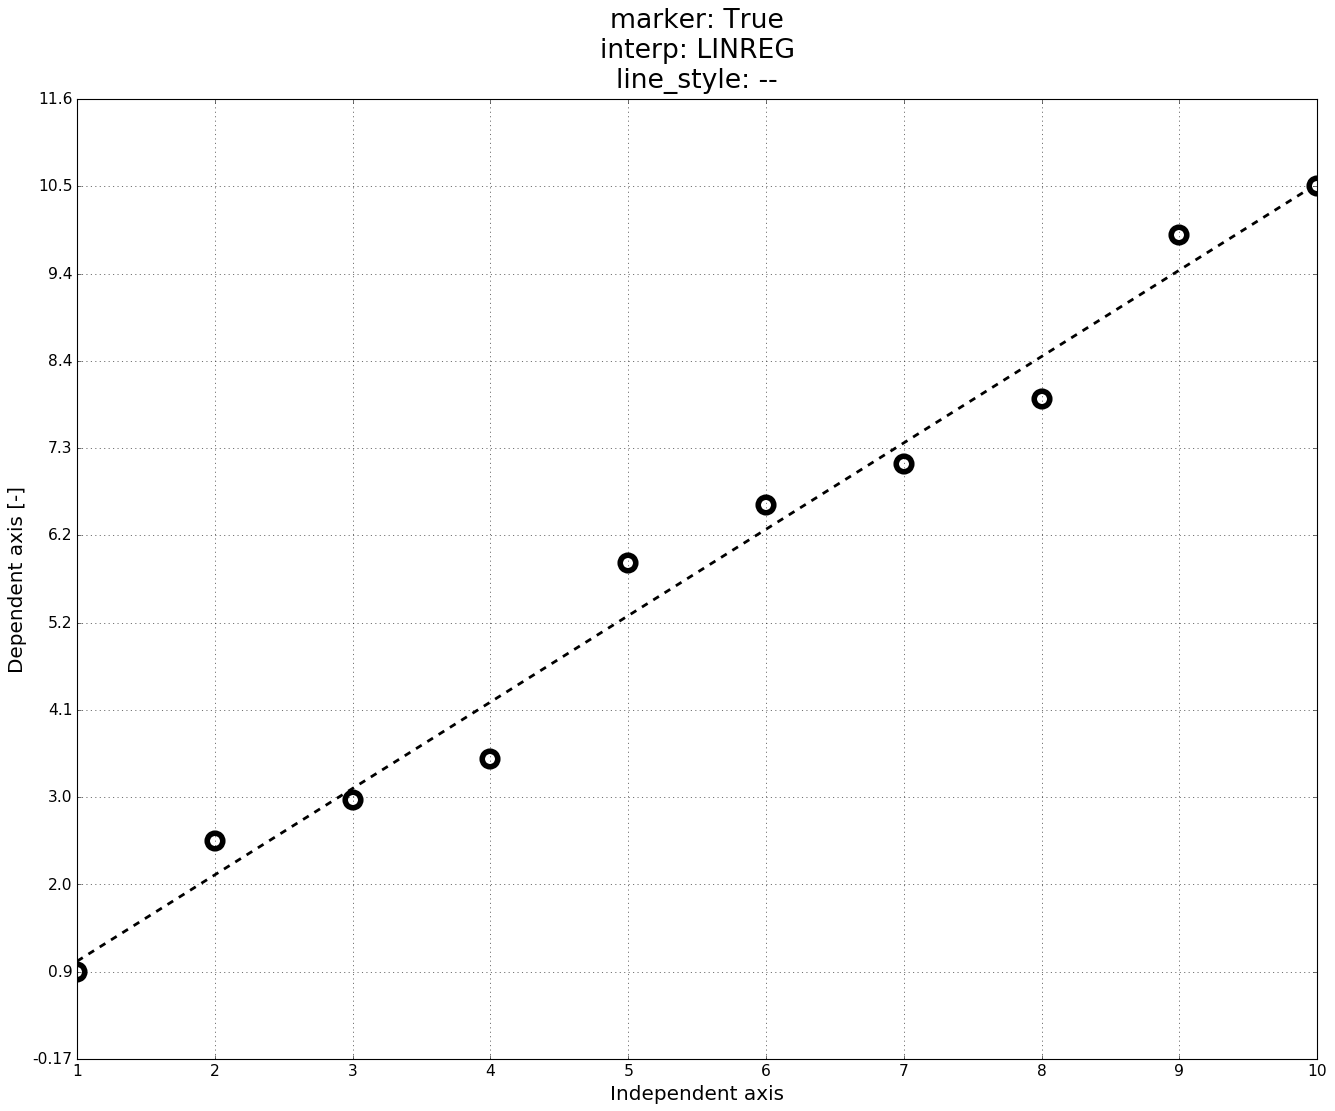 marker: True
interp: LINREG
line_style: --
11.6
10.5
9.4
8.4
7.3
6.2
5.2
4.1
3.0
2.0
0.9
-0.17
Dependent axis [-]
1 2 3 4 5 6 7 8 9 10
Independent axis